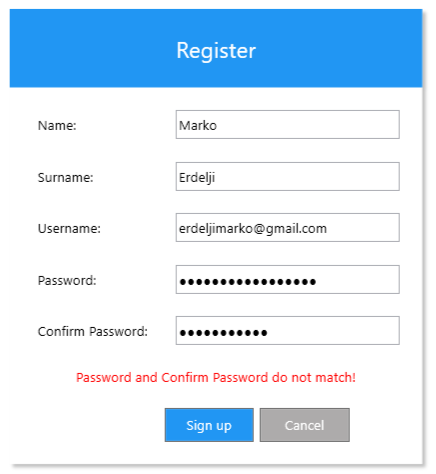 Register
Name: Marko
Surname: Erdelji
Username: erdeljimarko@gmail.com
Password: ●●●●●●●●●●●●●●●●●
Confirm Password: ●●●●●●●●●●●
Password and Confirm Password do not match!
Sign up Cancel